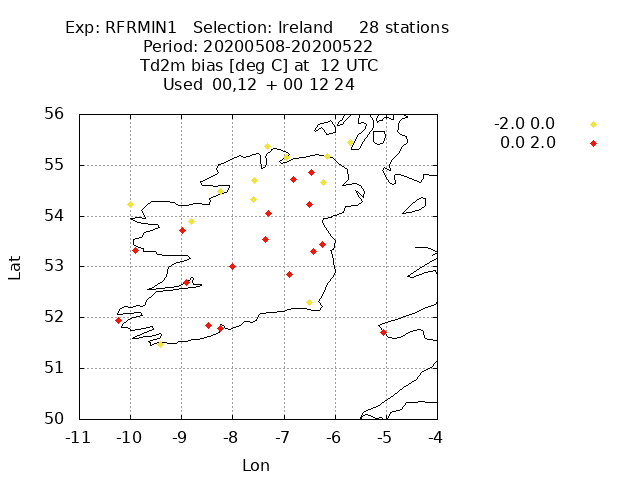 Exp: RFRMIN1   Selection: Ireland     28 stations
Period: 20200508-20200522
Td2m bias [deg C] at  12 UTC
Used  00,12  + 00 12 24
-2.0 0.0
0.0 2.0
56
55
54
53
52
51
50
Lat
-11 -10 -9 -8 -7 -6 -5 -4
Lon